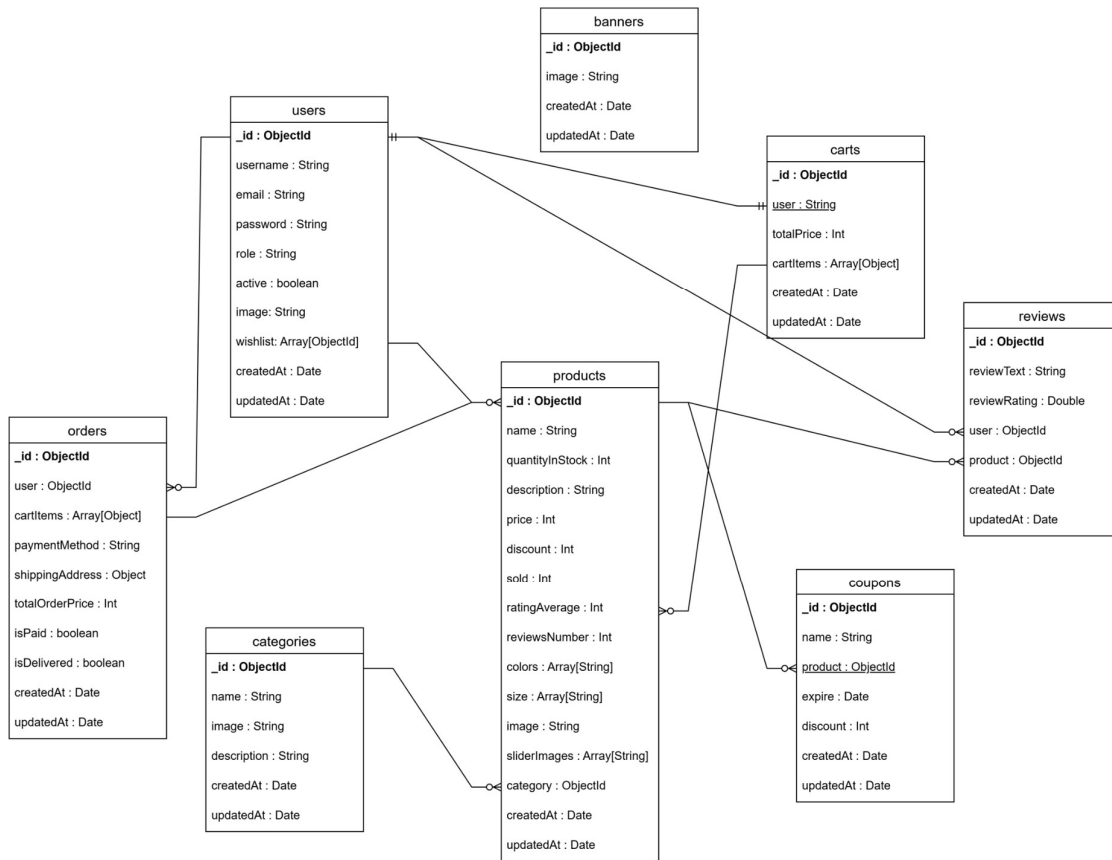 banners
_id : ObjectId
image : String
createdAt : Date
updatedAt : Date
users
_id : ObjectId
username : String
email : String
password : String
role : String
active : boolean
image: String
wishlist: Array[ObjectId]
createdAt : Date
updatedAt : Date
carts
_id : ObjectId
user : String
totalPrice : Int
cartItems : Array[Object]
createdAt : Date
updatedAt : Date
reviews
_id : ObjectId
reviewText : String
reviewRating : Double
user : ObjectId
product : ObjectId
createdAt : Date
updatedAt : Date
products
_id : ObjectId
name : String
quantityInStock : Int
description : String
price : Int
discount : Int
sold : Int
ratingAverage : Int
reviewsNumber : Int
colors : Array[String]
size : Array[String]
image : String
sliderImages : Array[String]
category : ObjectId
createdAt : Date
updatedAt : Date
orders
_id : ObjectId
user : ObjectId
cartItems : Array[Object]
paymentMethod : String
shippingAddress : Object
totalOrderPrice : Int
isPaid : boolean
isDelivered : boolean
createdAt : Date
updatedAt : Date
categories
_id : ObjectId
name : String
image : String
description : String
createdAt : Date
updatedAt : Date
coupons
_id : ObjectId
name : String
product : ObjectId
expire : Date
discount : Int
createdAt : Date
updatedAt : Date